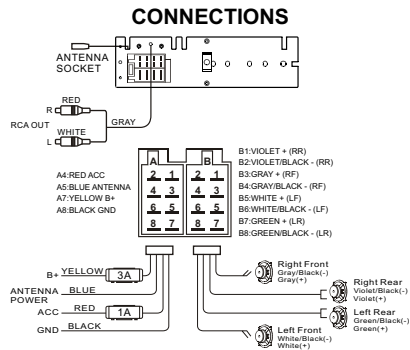 CONNECTIONS
ANTENNA
SOCKET
RED
R
RCA OUT
GRAY
WHITE
L
A4:RED ACC
A5:BLUE ANTENNA
A7:YELLOW B+
A8:BLACK GND
A
2 1
4 3
6 5
8 7
B
2 1
4 3
6 5
8 7
B1:VIOLET + (RR)
B2:VIOLET/BLACK - (RR)
B3:GRAY + (RF)
B4:GRAY/BLACK - (RF)
B5:WHITE + (LF)
B6:WHITE/BLACK - (LF)
B7:GREEN + (LR)
B8:GREEN/BLACK - (LR)
B+ YELLOW 3A
ANTENNA
POWER
BLUE
ACC RED 1A
GND BLACK
Right Front
Gray/Black(-)
Gray(+)
Right Rear
Violet/Black(-)
Violet(+)
Left Rear
Green/Black(-)
Green(+)
Left Front
White/Black(-)
White(+)